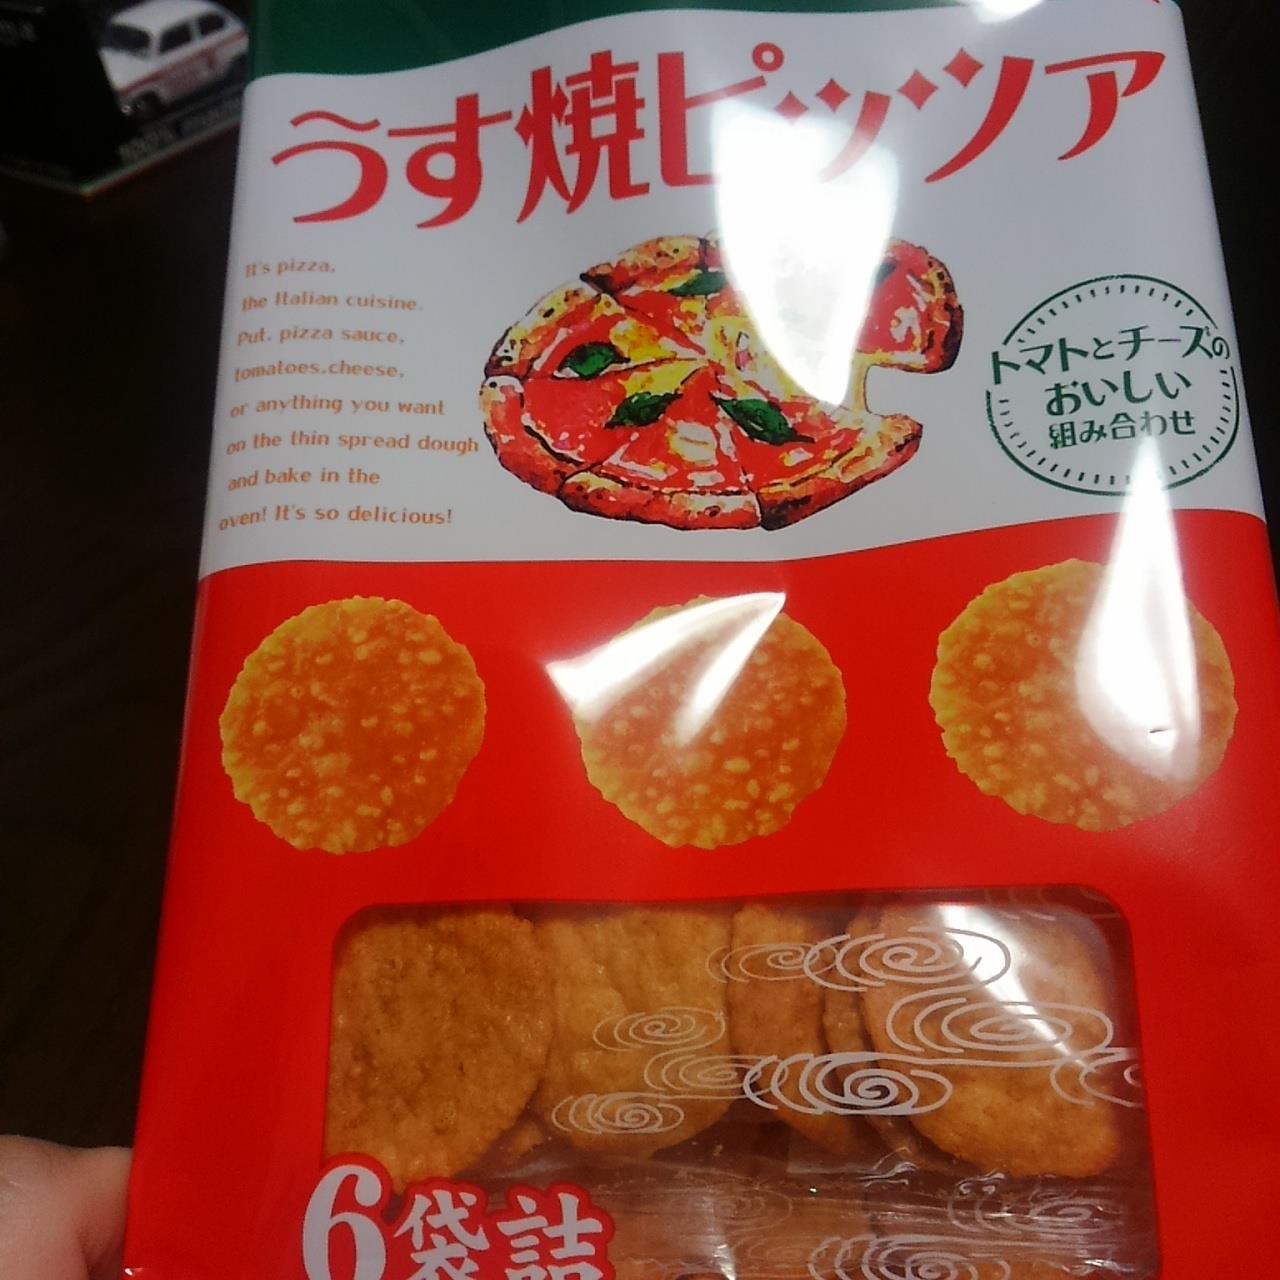 うす焼ピッツア
It's pizza,
the Italian cuisine.
Put, pizza sauce,
tomatoes,cheese,
or anything you want
on the thin spread dough
and bake in the
oven! It's so delicious!
トマトとチーズの
おいしい
組み合わせ
6袋詰